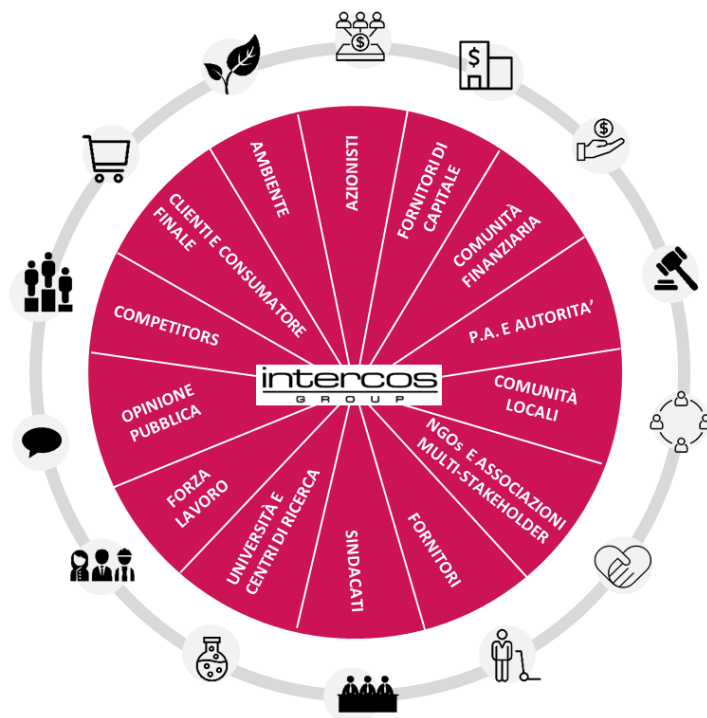 AZIONISTI
FORNITORI DI
CAPITALE
COMUNITÀ
FINANZIARIA
P.A. E AUTORITA’
COMUNITÀ
LOCALI
NGOs E ASSOCIAZIONI
MULTI-STAKEHOLDER
FORNITORI
SINDACATI
UNIVERSITÀ E
CENTRI DI RICERCA
FORZA
LAVORO
OPINIONE
PUBBLICA
COMPETITORS
CLIENTI E CONSUMATORE
FINALE
AMBIENTE
intercos
GROUP
$
$
$